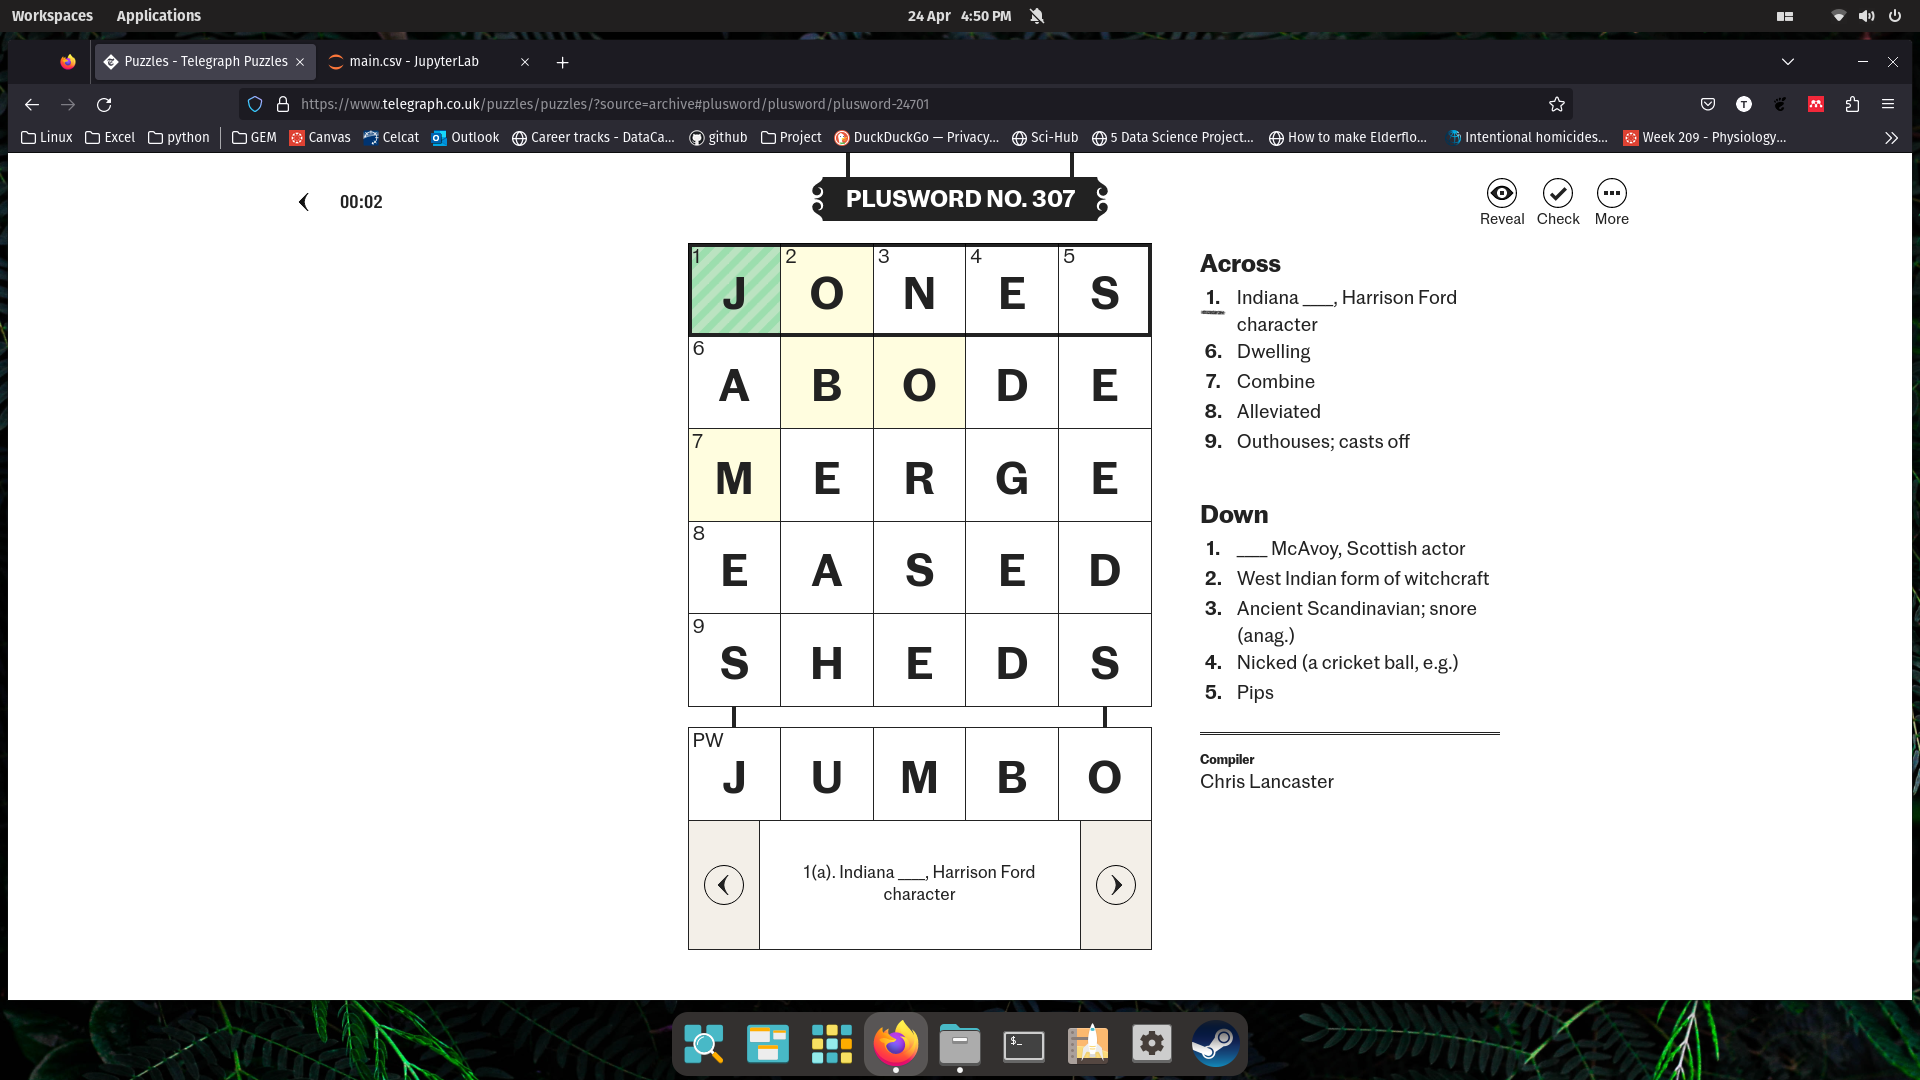 Workspaces Applications 24 Apr 4:50 PM
Puzzles - Telegraph Puzzles main.csv - JupyterLab
https://www.telegraph.co.uk/puzzles/puzzles/?source=archive#plusword/plusword/plusword-24701
Linux Excel python GEM Canvas Celcat Outlook Career tracks - DataCa... github Project DuckDuckGo — Privacy... Sci-Hub 5 Data Science Project... How to make Elderflo... Intentional homicides... Week 209 - Physiology...
00:02
PLUSWORD NO. 307
Reveal Check More
1 J 2 O 3 N 4 E 5 S
6 A B O D E
7 M E R G E
8 E A S E D
9 S H E D S
PW J U M B O
1(a). Indiana ___, Harrison Ford
character
Across
1. Indiana ___, Harrison Ford
character
6. Dwelling
7. Combine
8. Alleviated
9. Outhouses; casts off
Down
1. ___ McAvoy, Scottish actor
2. West Indian form of witchcraft
3. Ancient Scandinavian; snore
(anag.)
4. Nicked (a cricket ball, e.g.)
5. Pips
Compiler
Chris Lancaster